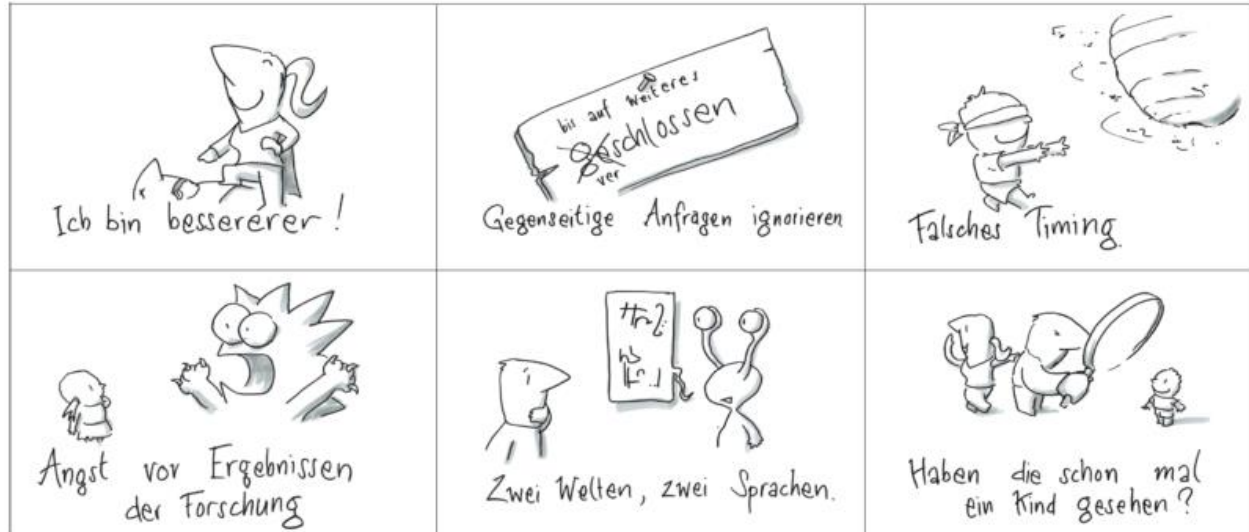 Ich bin bessererer!
bis auf weiteres
geschlossen
ver
Gegenseitige Anfragen ignorieren
Falsches Timing.
Angst vor Ergebnissen
der Forschung
Zwei Welten, zwei Sprachen.
Haben die schon mal
ein Kind gesehen?